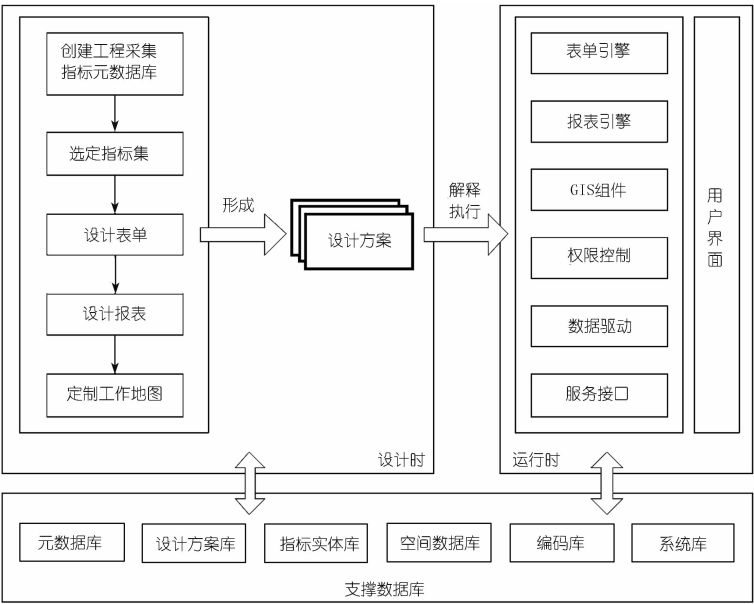 创建工程采集
指标元数据库
选定指标集
设计表单
设计报表
定制工作地图
形成
设计方案
设计时
解释
执行
表单引擎
报表引擎
GIS组件
权限控制
数据驱动
服务接口
用户界面
运行时
元数据库
设计方案库
指标实体库
空间数据库
编码库
系统库
支撑数据库